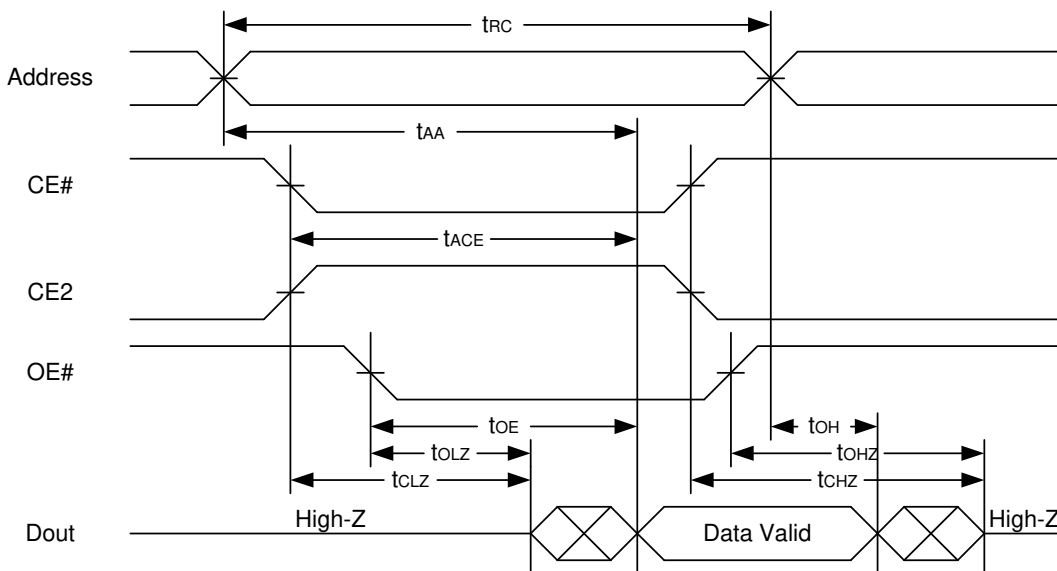 tRC
Address
tAA
CE#
tACE
CE2
OE#
tOE
tOH
tOLZ
tOHZ
tCLZ
tCHZ
High-Z
High-Z
Dout
Data Valid